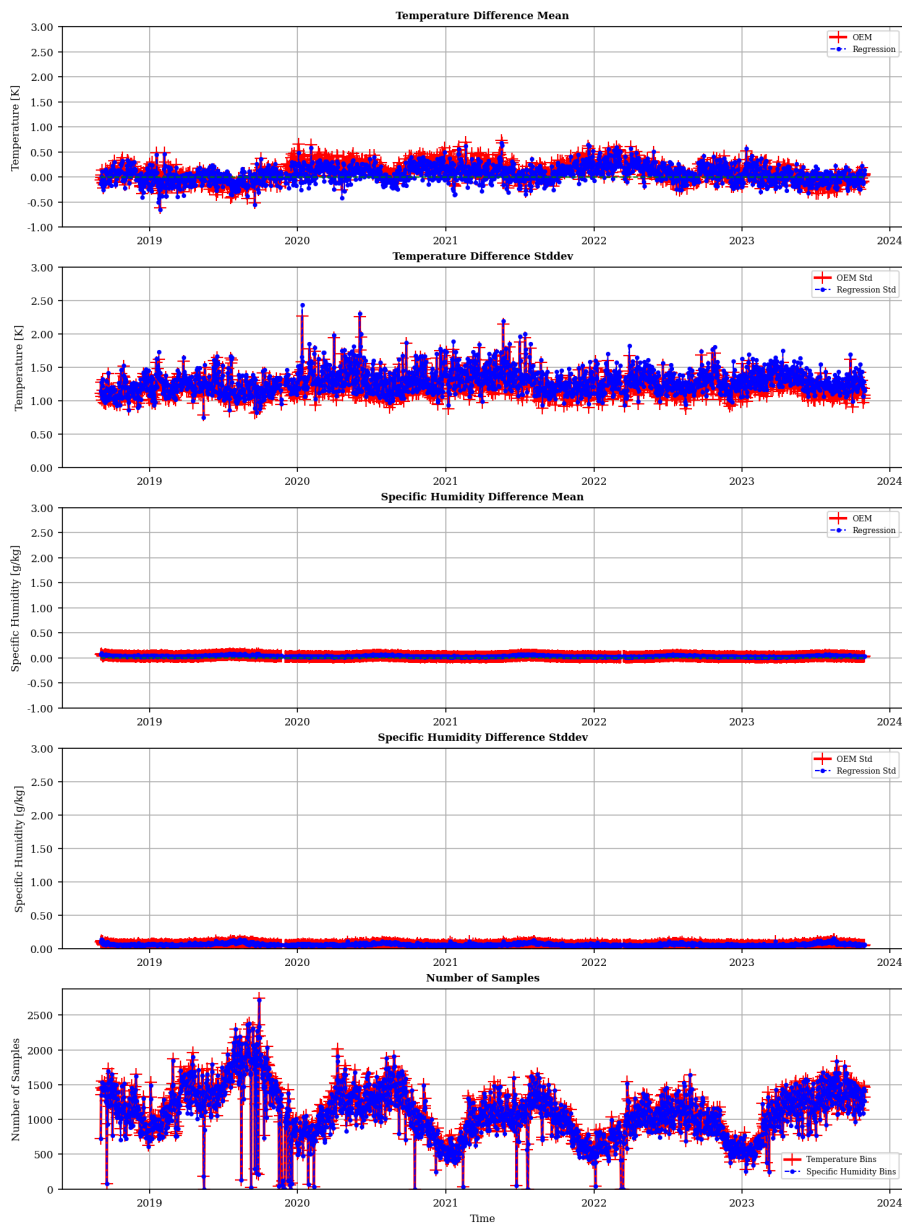 Temperature Difference Mean
3.00
2.50
2.00
1.50
1.00
0.50
0.00
-0.50
-1.00
Temperature [K]
OEM
Regression
2019 2020 2021 2022 2023 2024
Temperature Difference Stddev
3.00
2.50
2.00
1.50
1.00
0.50
0.00
Temperature [K]
OEM Std
Regression Std
2019 2020 2021 2022 2023 2024
Specific Humidity Difference Mean
3.00
2.50
2.00
1.50
1.00
0.50
0.00
-0.50
-1.00
Specific Humidity [g/kg]
OEM
Regression
2019 2020 2021 2022 2023 2024
Specific Humidity Difference Stddev
3.00
2.50
2.00
1.50
1.00
0.50
0.00
Specific Humidity [g/kg]
OEM Std
Regression Std
2019 2020 2021 2022 2023 2024
Number of Samples
2500
2000
1500
1000
500
0
Number of Samples
Temperature Bins
Specific Humidity Bins
2019 2020 2021 2022 2023 2024
Time